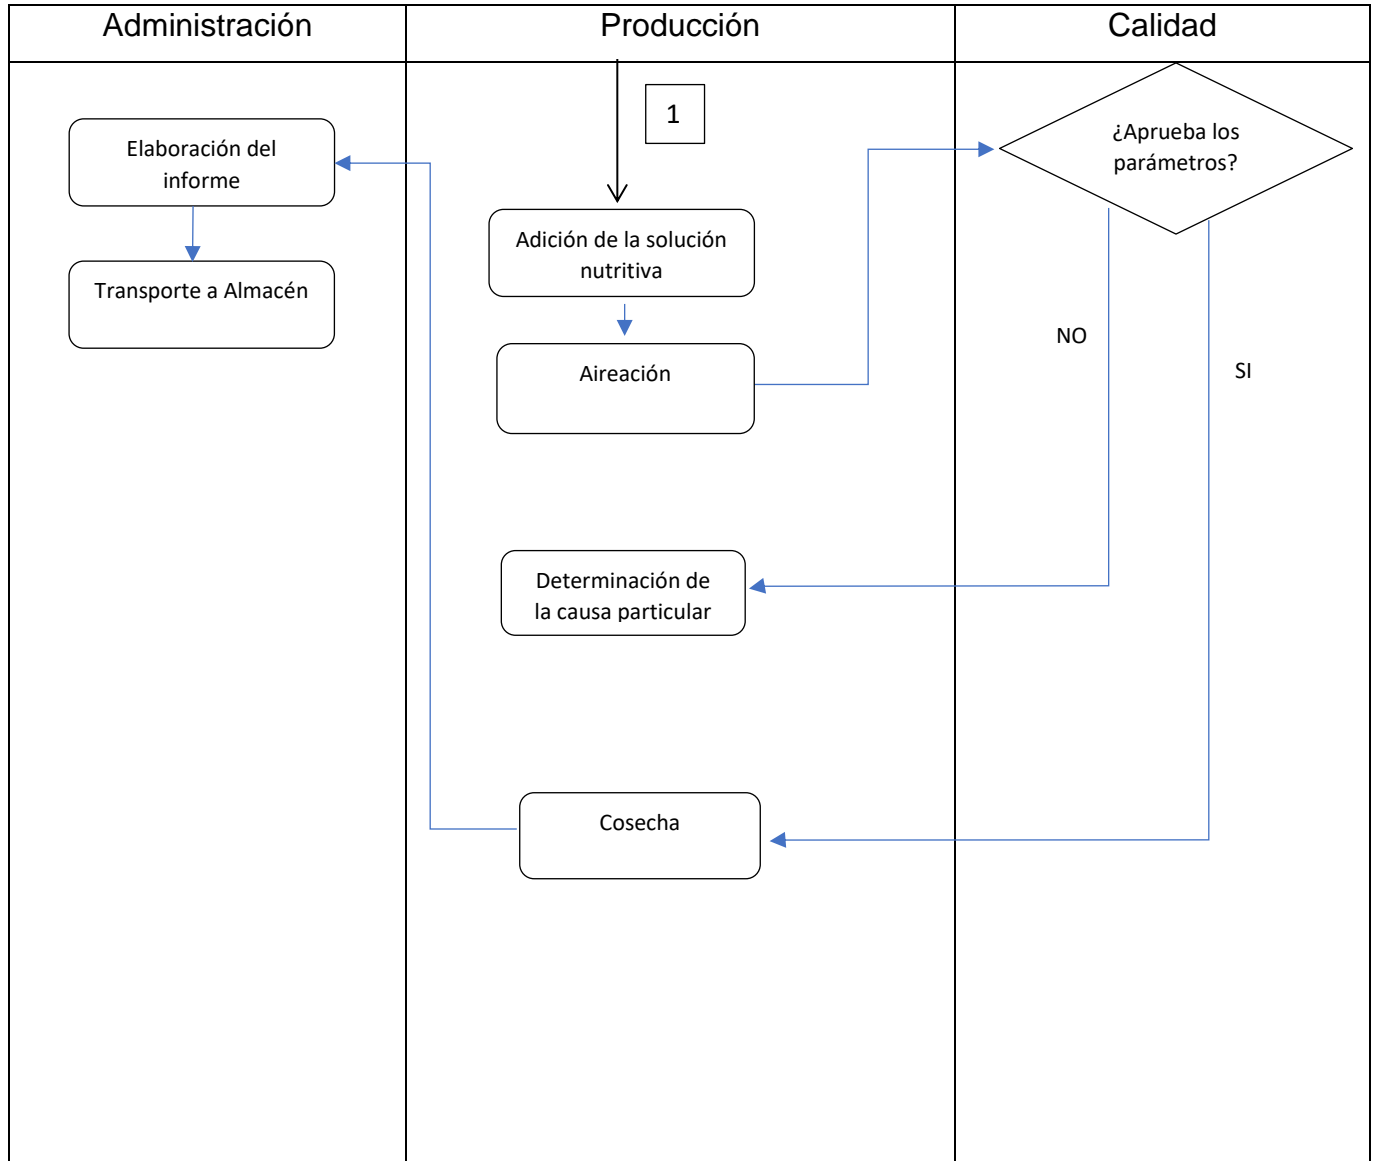 Administración
Producción
Calidad
1
¿Aprueba los
parámetros?
Elaboración del
informe
Adición de la solución
nutritiva
Transporte a Almacén
NO
SI
Aireación
Determinación de
la causa particular
Cosecha